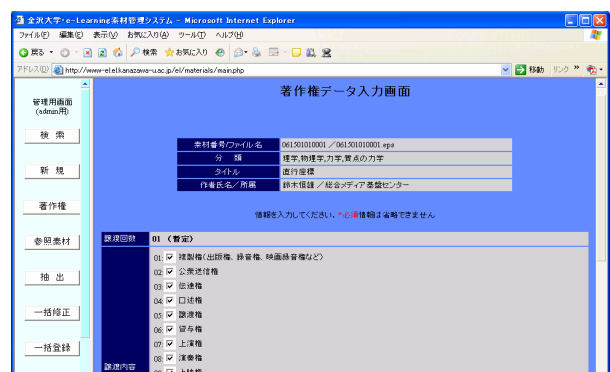 金沢大学・e-Learning素材管理システム - Microsoft Internet Explorer
ファイル(F) 編集(E) 表示(V) お気に入り(A) ツール(T) ヘルプ(H)
戻る 検索 お気に入り
アドレス(D) http://www-el.el.kanazawa-u.ac.jp/el/materials/main.php 移動 リンク »
管理用画面
(admin用)
検 索
新 規
著作権
参照素材
抽 出
一括修正
一括登録
著作権データ入力画面
素材番号/ファイル名 061501010001 /061501010001.eps
分 類 理学,物理学,力学,質点の力学
タイトル 直行座標
作者氏名/所属 鈴木恒雄 / 総合メディア基盤センター
情報を入力してください。*必須情報は省略できません
譲渡回数 01 (暫定)
譲渡内容
01: 複製権(出版権、録音権、映画録音権など)
02: 公衆送信権
03: 伝達権
04: 口述権
05: 譲渡権
06: 貸与権
07: 上演権
08: 演奏権
09: 上映権